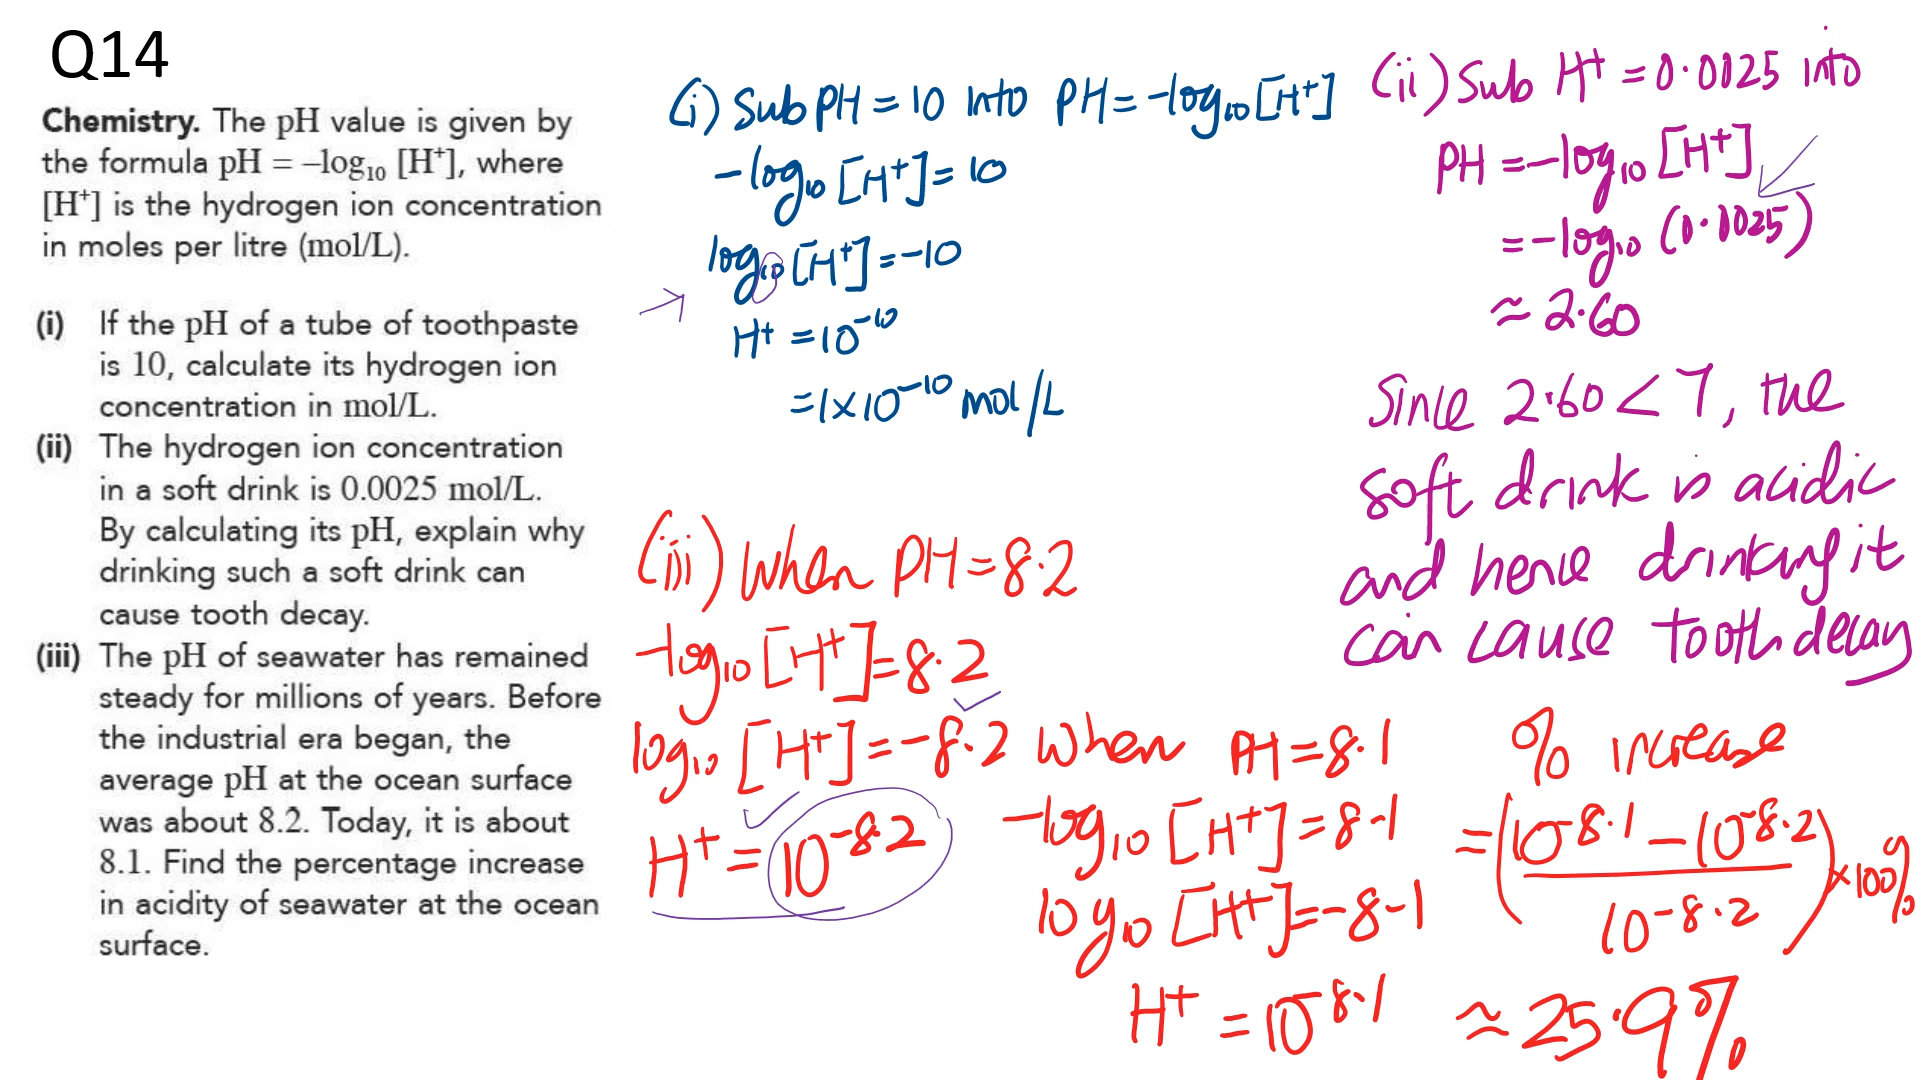 Q14
Chemistry. The pH value is given by
the formula pH = –log₁₀ [H⁺], where
[H⁺] is the hydrogen ion concentration
in moles per litre (mol/L).
(i) If the pH of a tube of toothpaste
is 10, calculate its hydrogen ion
concentration in mol/L.
(ii) The hydrogen ion concentration
in a soft drink is 0.0025 mol/L.
By calculating its pH, explain why
drinking such a soft drink can
cause tooth decay.
(iii) The pH of seawater has remained
steady for millions of years. Before
the industrial era began, the
average pH at the ocean surface
was about 8.2. Today, it is about
8.1. Find the percentage increase
in acidity of seawater at the ocean
surface.
(i) Sub PH = 10 into PH = -log₁₀ [H⁺]
-log₁₀ [H⁺] = 10
log₁₀ [H⁺] = -10
H⁺ = 10⁻¹⁰
= 1 × 10⁻¹⁰ mol/L
(ii) Sub H⁺ = 0.0025 into
PH = -log₁₀ [H⁺]
= -log₁₀ (0.0025)
≈ 2.60
Since 2.60 < 7, the
soft drink is acidic
and hence drinking it
can cause tooth decay
(iii) When PH = 8.2
-log₁₀ [H⁺] = 8.2
log₁₀ [H⁺] = -8.2
H⁺ = 10^-8.2
When PH = 8.1
-log₁₀ [H⁺] = 8.1
log₁₀ [H⁺] = -8.1
H⁺ = 10^-8.1
% increase
= (10^-8.1 - 10^-8.2 / 10^-8.2) × 100%
≈ 25.9%